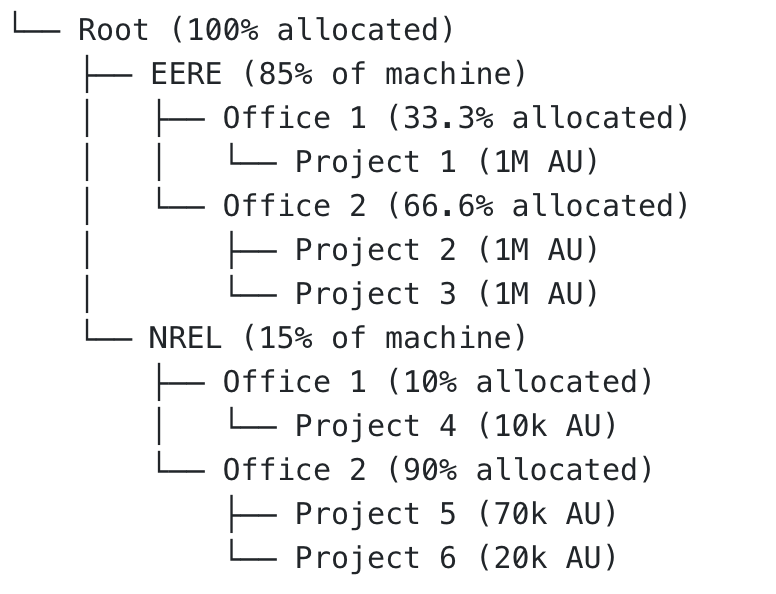 └── Root (100% allocated)
    ├── EERE (85% of machine)
    │   ├── Office 1 (33.3% allocated)
    │   │   └── Project 1 (1M AU)
    │   └── Office 2 (66.6% allocated)
    │       ├── Project 2 (1M AU)
    │       └── Project 3 (1M AU)
    └── NREL (15% of machine)
        ├── Office 1 (10% allocated)
        │   └── Project 4 (10k AU)
        └── Office 2 (90% allocated)
            ├── Project 5 (70k AU)
            └── Project 6 (20k AU)